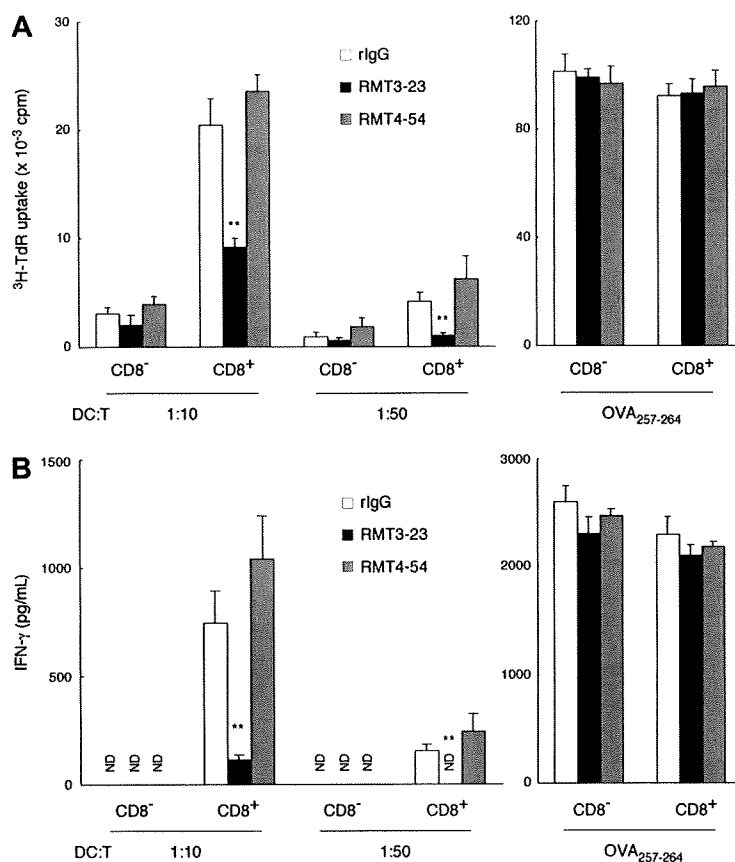 A
³H-TdR uptake (x 10⁻³ cpm)
30
20
10
0
rIgG
RMT3-23
RMT4-54
**
**
CD8⁻
CD8⁺
CD8⁻
CD8⁺
DC:T
1:10
1:50
120
80
40
0
CD8⁻
CD8⁺
OVA₂₅₇₋₂₆₄
B
IFN-γ (pg/mL)
1500
1000
500
0
rIgG
RMT3-23
RMT4-54
ND ND ND
**
ND ND ND
**
ND
CD8⁻
CD8⁺
CD8⁻
CD8⁺
DC:T
1:10
1:50
3000
2000
1000
0
CD8⁻
CD8⁺
OVA₂₅₇₋₂₆₄